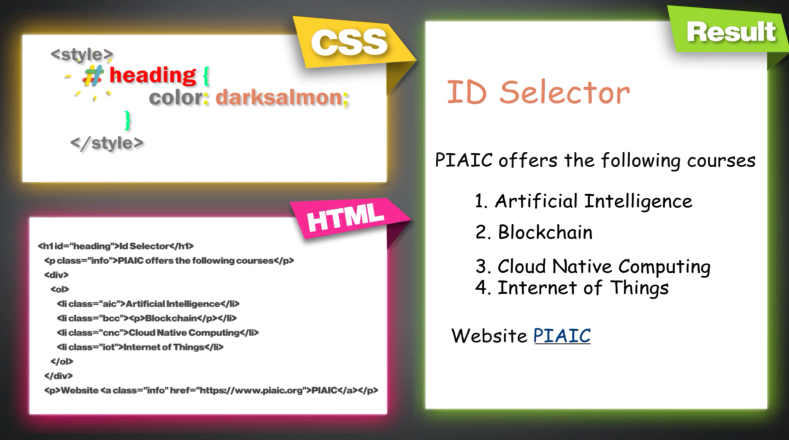 CSS
<style>
# heading {
color: darksalmon;
}
</style>
HTML
<h1 id="heading">Id Selector</h1>
<p class="info">PIAIC offers the following courses</p>
<div>
<ol>
<li class="aic">Artificial Intelligence</li>
<li class="bcc"><p>Blockchain</p></li>
<li class="cnc">Cloud Native Computing</li>
<li class="iot">Internet of Things</li>
</ol>
</div>
<p>Website <a class="info" href="https://www.piaic.org">PIAIC</a></p>
Result
ID Selector
PIAIC offers the following courses
1. Artificial Intelligence
2. Blockchain
3. Cloud Native Computing
4. Internet of Things
Website PIAIC